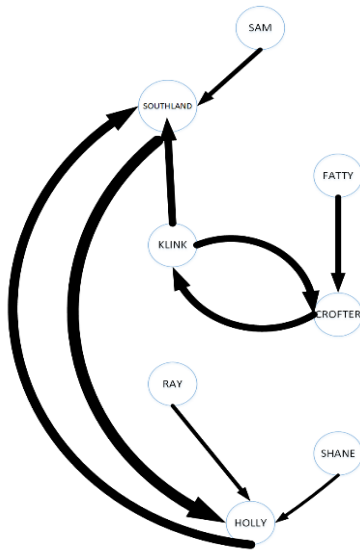 SAM
SOUTHLAND
FATTY
KLINK
CROFTER
RAY
SHANE
HOLLY